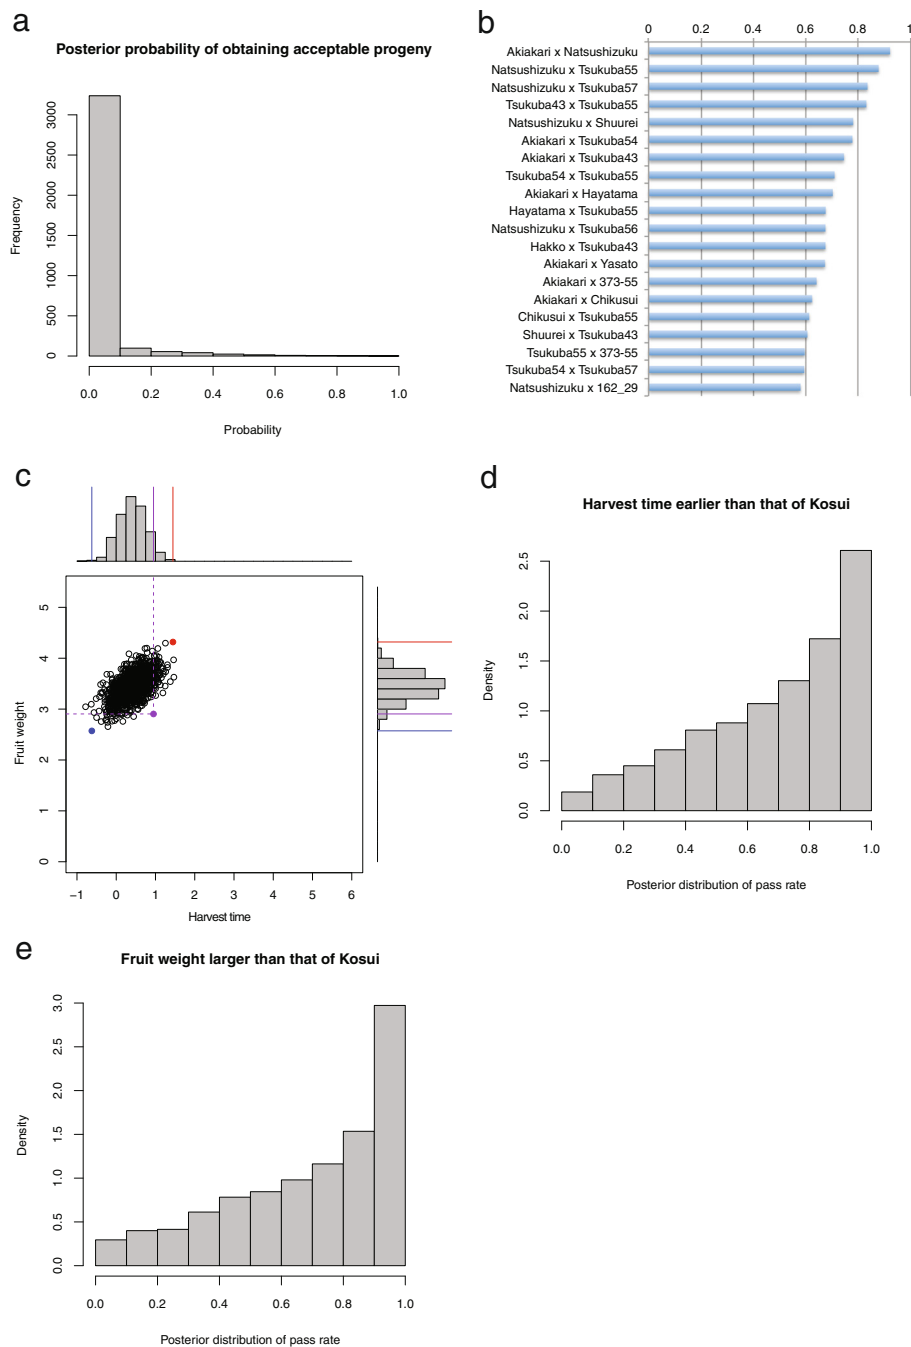 a
Posterior probability of obtaining acceptable progeny
Frequency
3000
2500
2000
1500
1000
500
0
0.0 0.2 0.4 0.6 0.8 1.0
Probability
b
0 0.2 0.4 0.6 0.8 1
Akiakari x Natsushizuku
Natsushizuku x Tsukuba55
Natsushizuku x Tsukuba57
Tsukuba43 x Tsukuba55
Natsushizuku x Shuurei
Akiakari x Tsukuba54
Akiakari x Tsukuba43
Tsukuba54 x Tsukuba55
Akiakari x Hayatama
Hayatama x Tsukuba55
Natsushizuku x Tsukuba56
Hakko x Tsukuba43
Akiakari x Yasato
Akiakari x 373-55
Akiakari x Chikusui
Chikusui x Tsukuba55
Shuurei x Tsukuba43
Tsukuba55 x 373-55
Tsukuba54 x Tsukuba57
Natsushizuku x 162_29
c
Fruit weight
5
4
3
2
1
0
−1 0 1 2 3 4 5 6
Harvest time
d
Harvest time earlier than that of Kosui
Density
2.5
2.0
1.5
1.0
0.5
0.0
0.0 0.2 0.4 0.6 0.8 1.0
Posterior distribution of pass rate
e
Fruit weight larger than that of Kosui
Density
3.0
2.5
2.0
1.5
1.0
0.5
0.0
0.0 0.2 0.4 0.6 0.8 1.0
Posterior distribution of pass rate